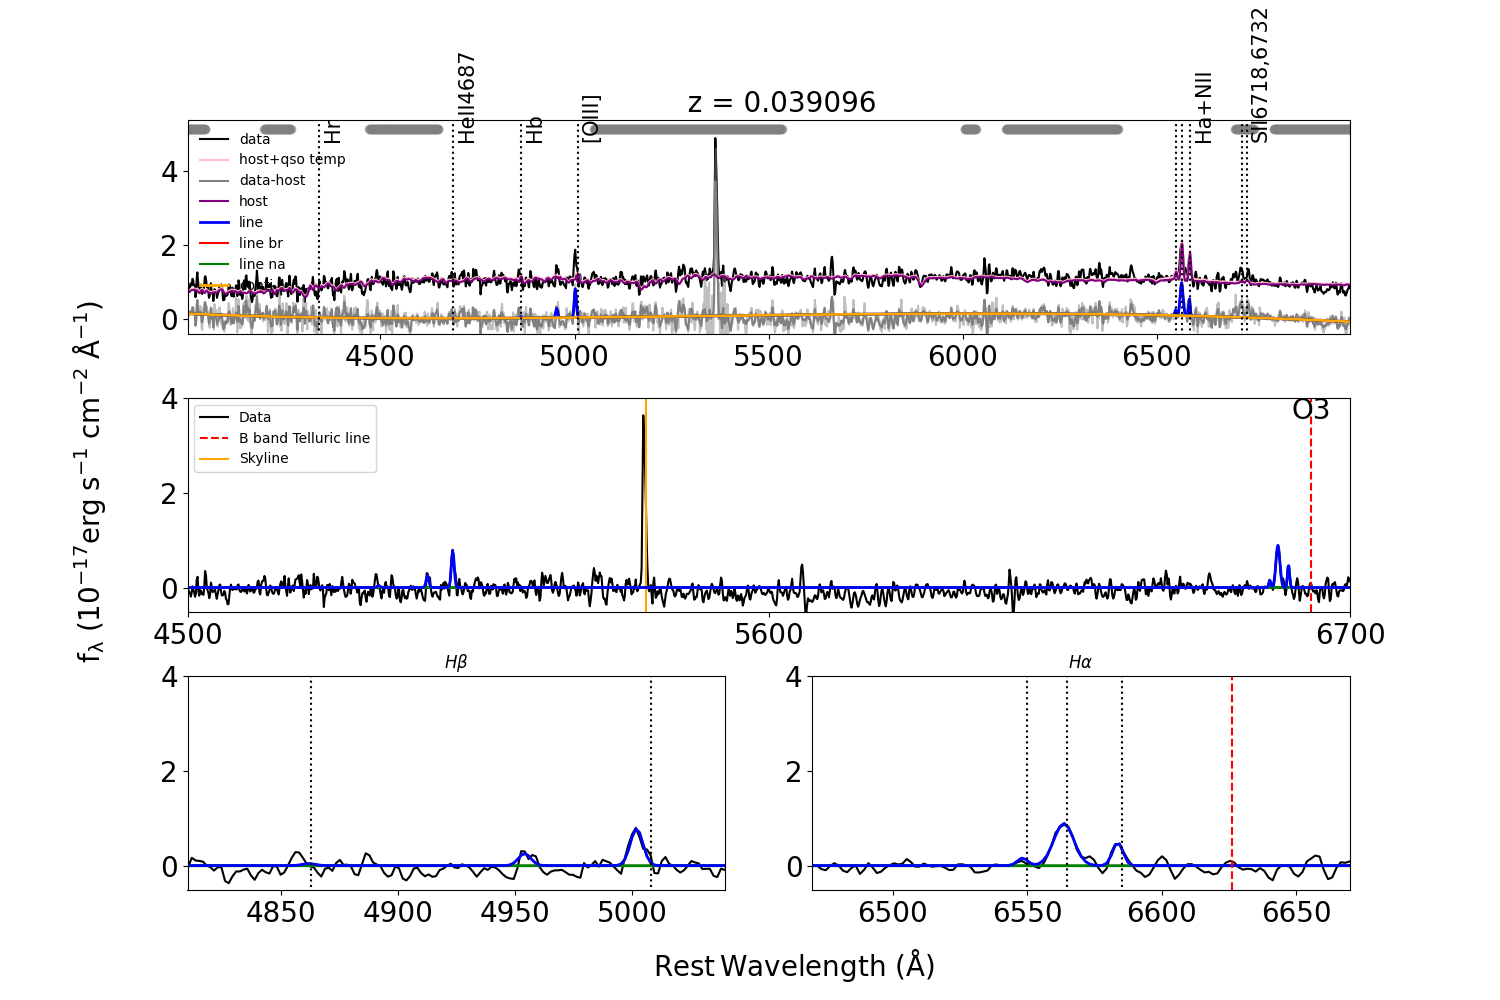 z = 0.039096
Hr
HeII4687
Hb
[OIII]
Ha+NII
SII6718,6732
data
host+qso temp
data-host
host
line
line br
line na
4
2
0
4500
5000
5500
6000
6500
Data
B band Telluric line
Skyline
O3
4
2
0
4500
5600
6700
fλ (10⁻¹⁷erg s⁻¹ cm⁻² Å⁻¹)
Hβ
4
2
0
4850
4900
4950
5000
Hα
4
2
0
6500
6550
6600
6650
Rest Wavelength (Å)